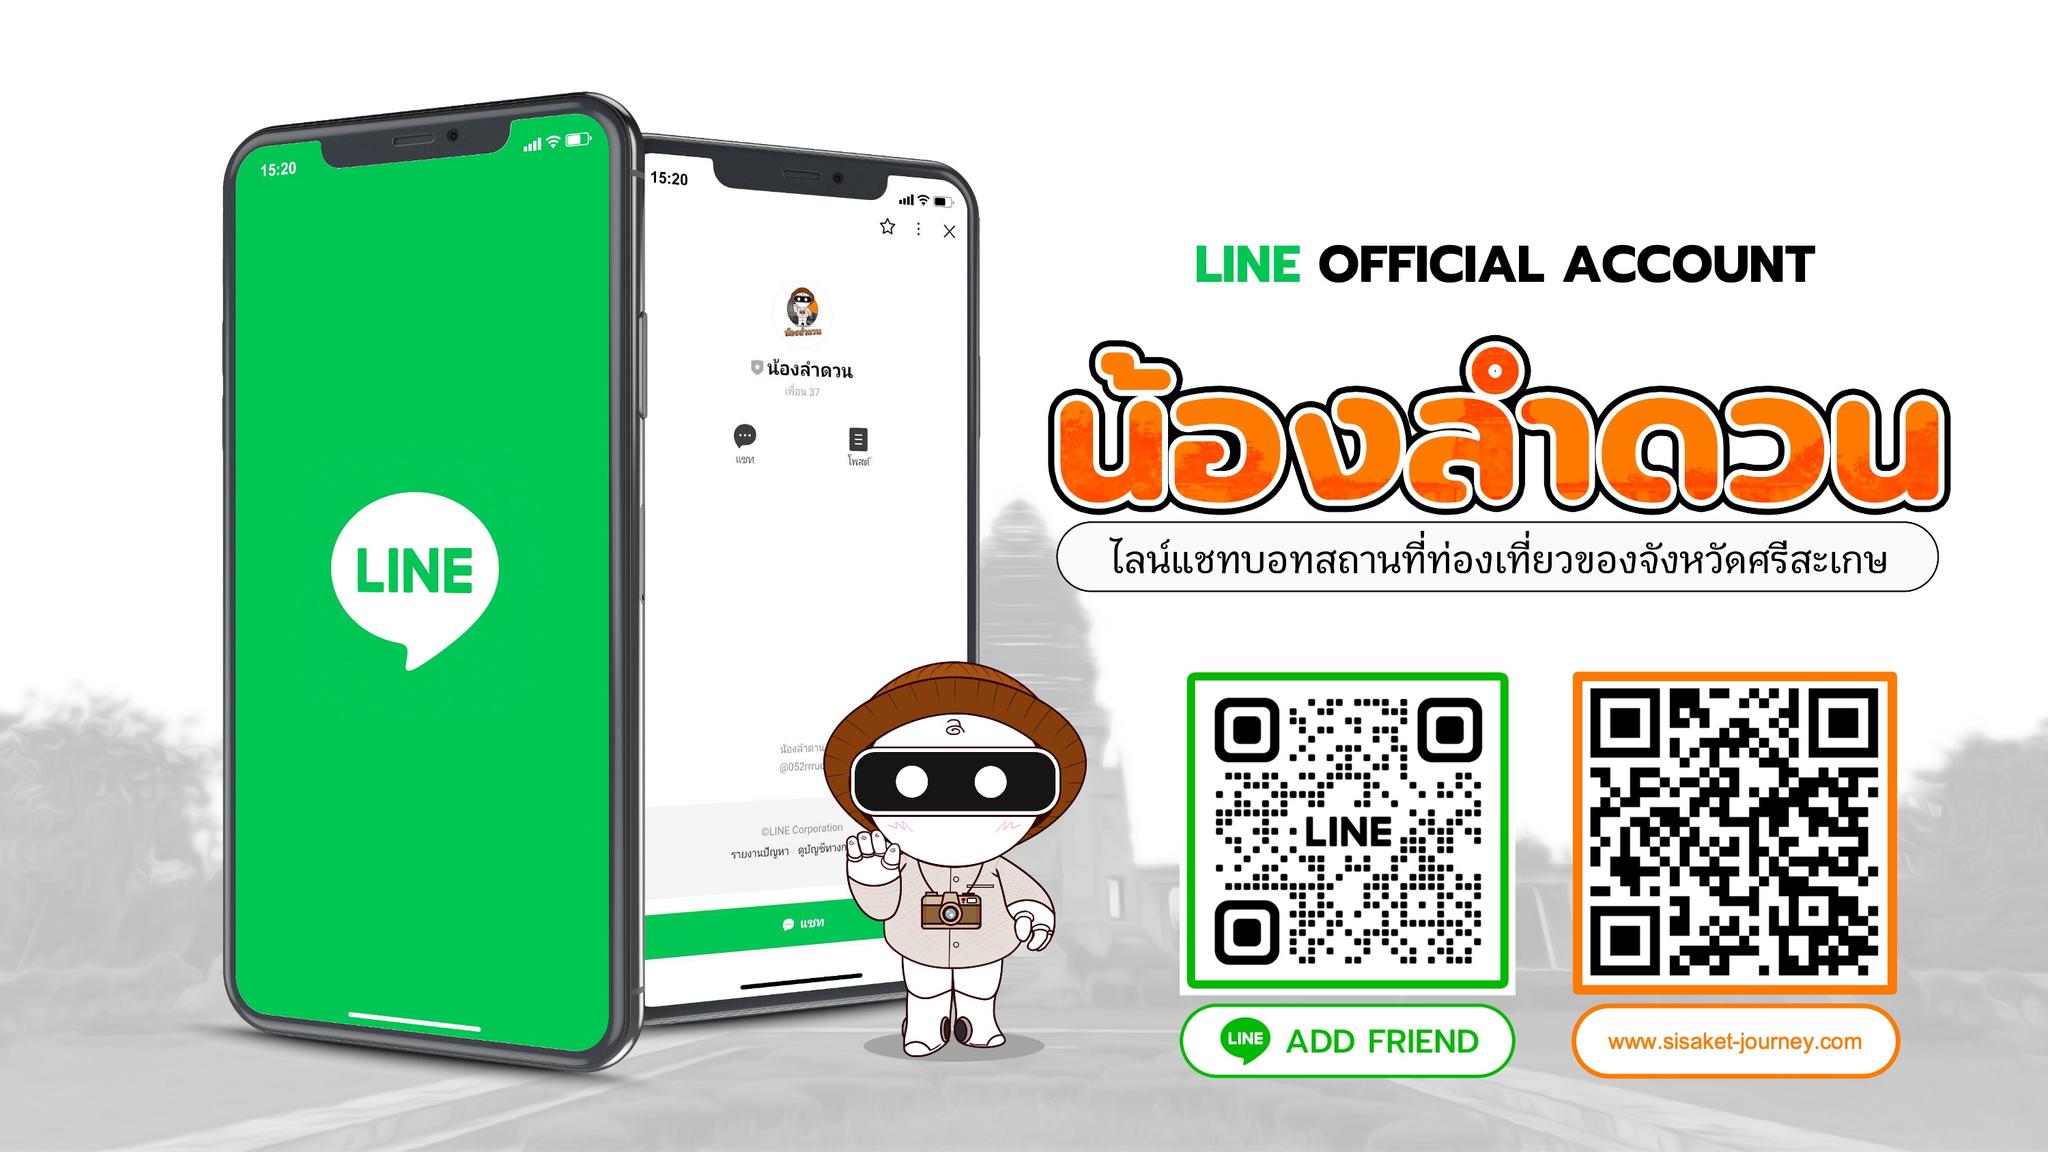 15:20
LINE
15:20
น้องลำดวน
น้องลำดวน
เพื่อน 37
แชท
โพสต์
©LINE Corporation
รายงานปัญหา
แชท
LINE OFFICIAL ACCOUNT
น้องลำดวน
ไลน์แชทบอทสถานที่ท่องเที่ยวของจังหวัดศรีสะเกษ
LINE
LINE ADD FRIEND
www.sisaket-journey.com